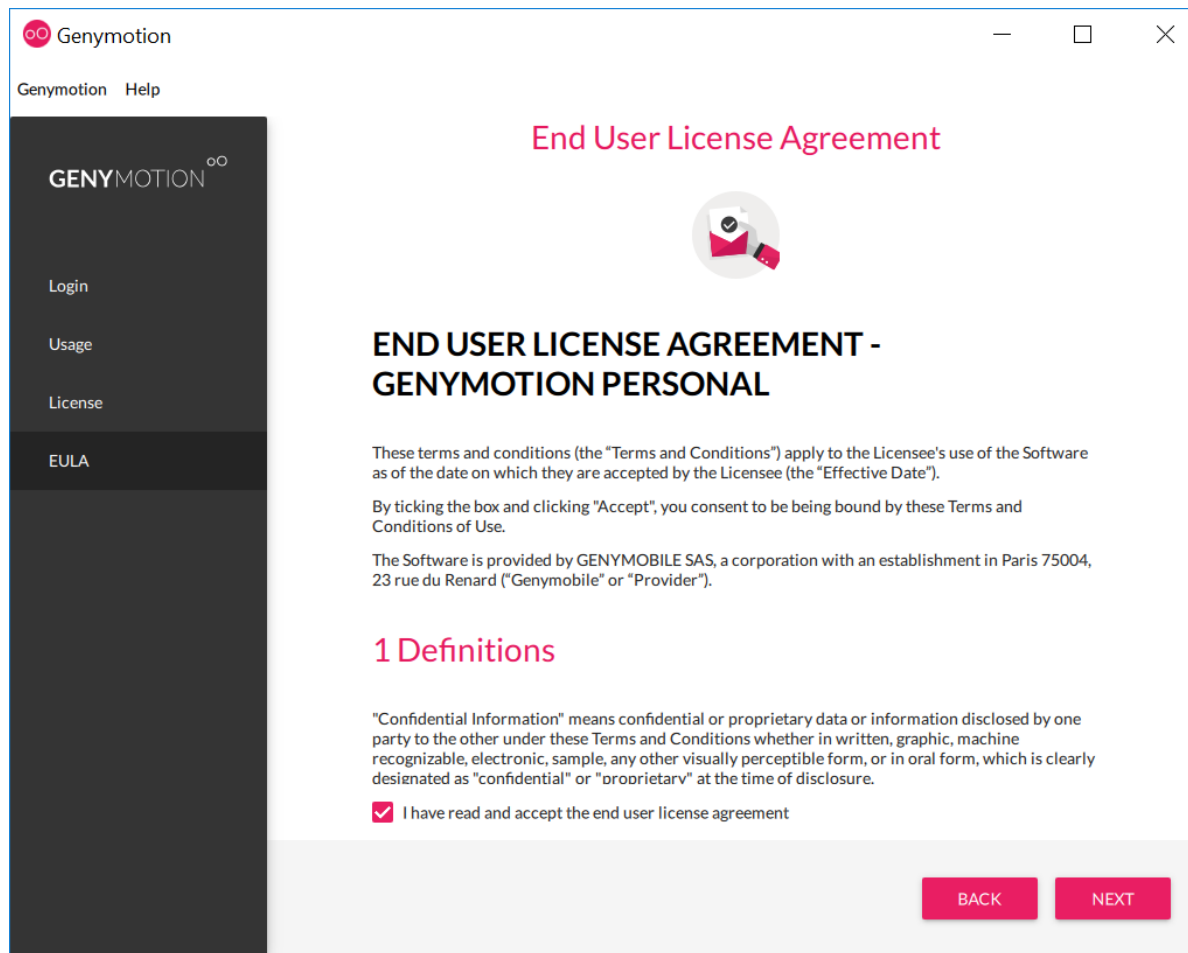 Genymotion
Genymotion Help
GENYMOTION
Login
Usage
License
EULA
End User License Agreement
END USER LICENSE AGREEMENT -
GENYMOTION PERSONAL
These terms and conditions (the “Terms and Conditions”) apply to the Licensee's use of the Software
as of the date on which they are accepted by the Licensee (the “Effective Date”).
By ticking the box and clicking "Accept", you consent to be being bound by these Terms and
Conditions of Use.
The Software is provided by GENYMOBILE SAS, a corporation with an establishment in Paris 75004,
23 rue du Renard (“Genymobile” or “Provider”).
1 Definitions
"Confidential Information" means confidential or proprietary data or information disclosed by one
party to the other under these Terms and Conditions whether in written, graphic, machine
recognizable, electronic, sample, any other visually perceptible form, or in oral form, which is clearly
designated as "confidential" or "proprietary" at the time of disclosure.
I have read and accept the end user license agreement
BACK NEXT